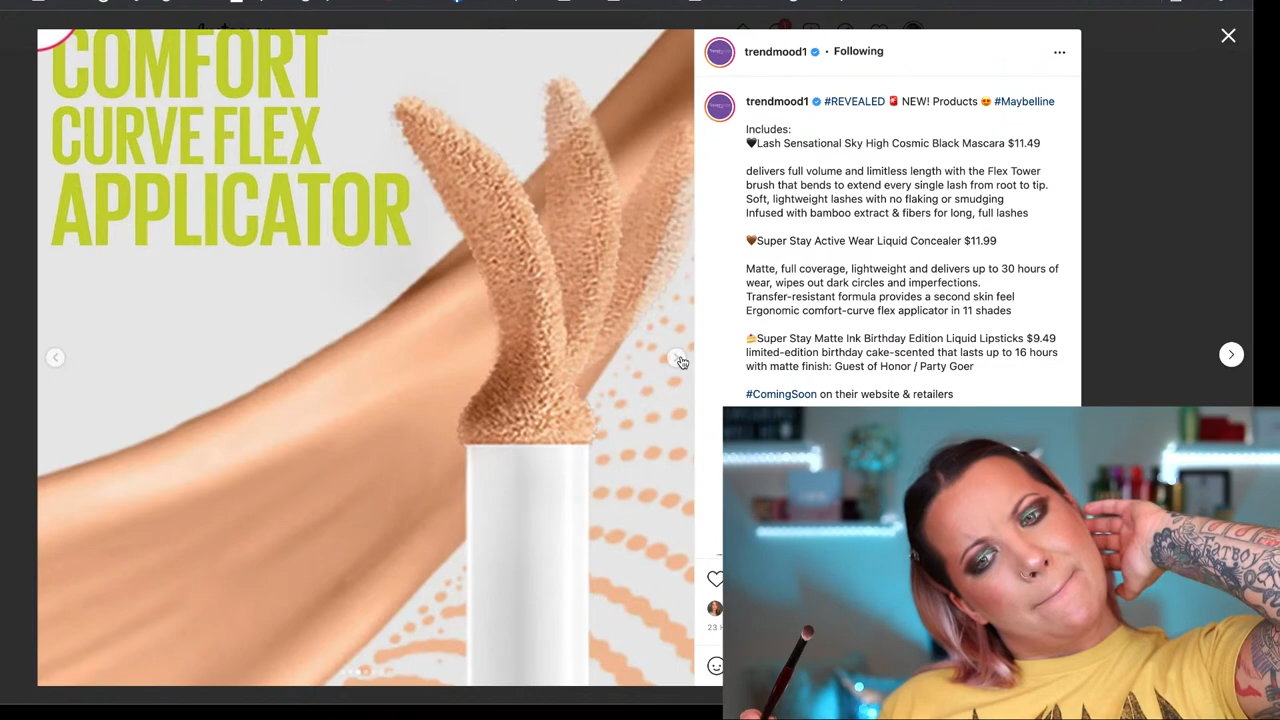 COMFORT
CURVE FLEX
APPLICATOR
trendmood1 • Following
trendmood1 #REVEALED 🚨 NEW! Products 😍 #Maybelline
Includes:
🖤Lash Sensational Sky High Cosmic Black Mascara $11.49
delivers full volume and limitless length with the Flex Tower
brush that bends to extend every single lash from root to tip.
Soft, lightweight lashes with no flaking or smudging
Infused with bamboo extract & fibers for long, full lashes
🤎Super Stay Active Wear Liquid Concealer $11.99
Matte, full coverage, lightweight and delivers up to 30 hours of
wear, wipes out dark circles and imperfections.
Transfer-resistant formula provides a second skin feel
Ergonomic comfort-curve flex applicator in 11 shades
🍰Super Stay Matte Ink Birthday Edition Liquid Lipsticks $9.49
limited-edition birthday cake-scented that lasts up to 16 hours
with matte finish: Guest of Honor / Party Goer
#ComingSoon on their website & retailers
23